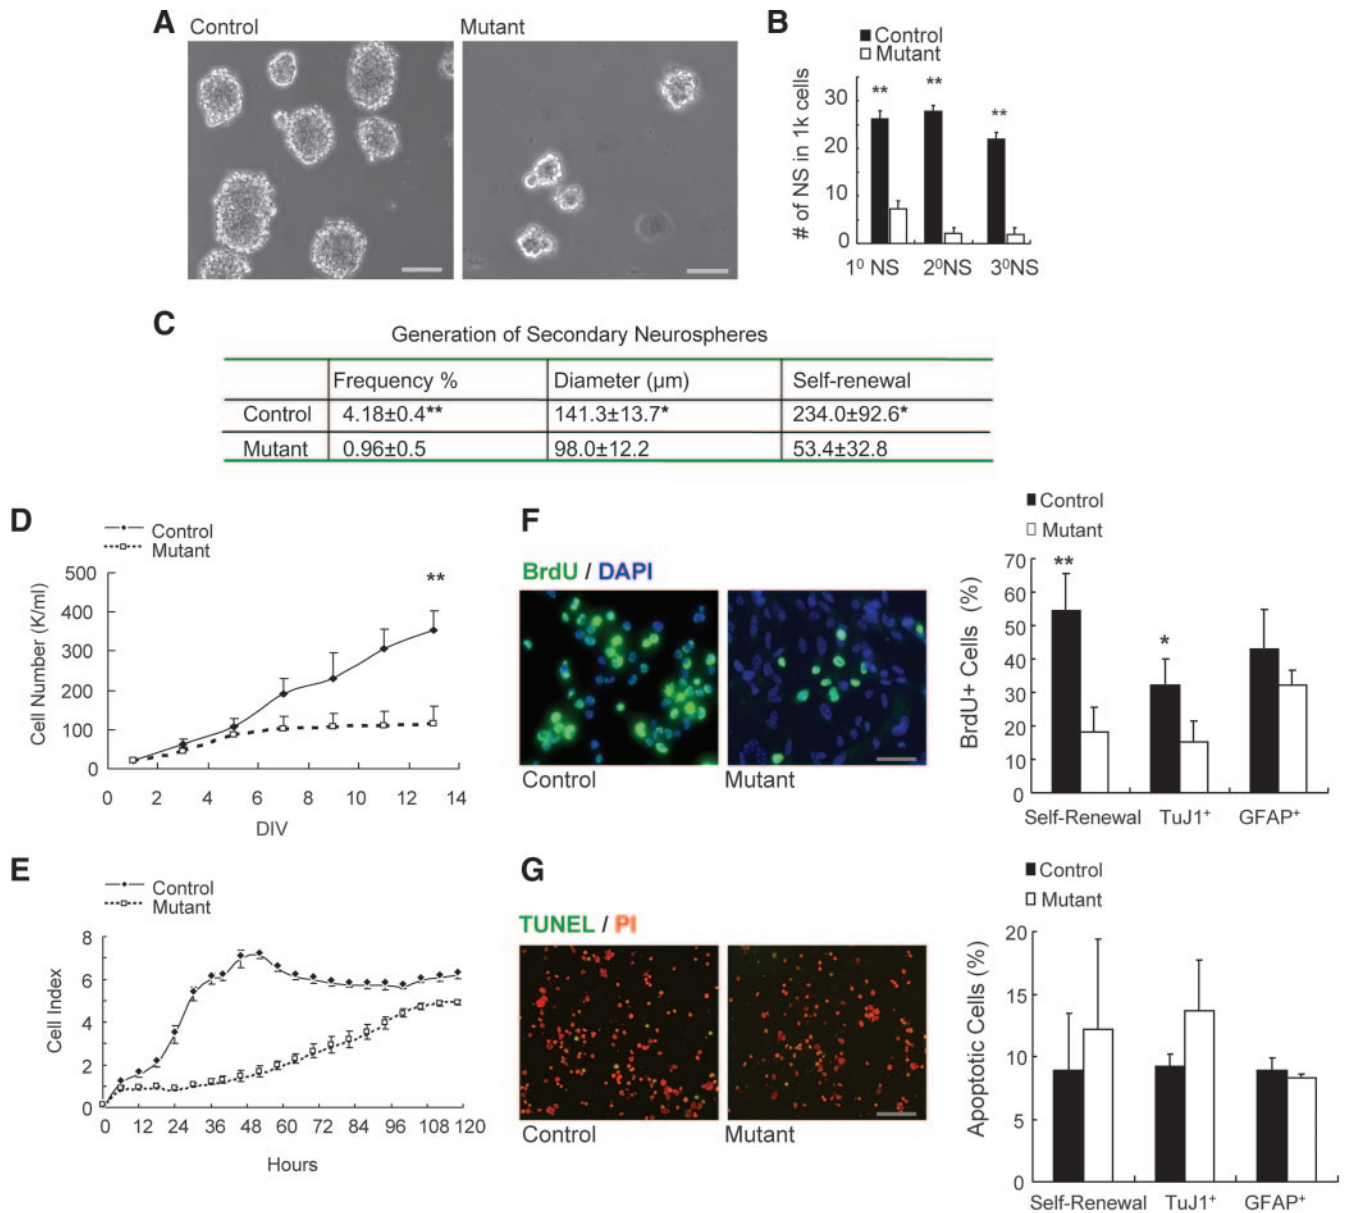 A
Control
Mutant
B
Control
Mutant
# of NS in 1k cells
30
20
10
0
**
**
**
1⁰ NS
2⁰NS
3⁰NS
C
Generation of Secondary Neurospheres
Frequency %
Diameter (µm)
Self-renewal
Control
4.18±0.4**
141.3±13.7*
234.0±92.6*
Mutant
0.96±0.5
98.0±12.2
53.4±32.8
D
Control
Mutant
Cell Number (K/ml)
500
400
300
200
100
0
**
0 2 4 6 8 10 12 14
DIV
E
Control
Mutant
Cell Index
8
6
4
2
0
0 12 24 36 48 60 72 84 96 108 120
Hours
F
BrdU / DAPI
Control
Mutant
Control
Mutant
BrdU+ Cells (%)
70
60
50
40
30
20
10
0
**
*
Self-Renewal
TuJ1⁺
GFAP⁺
G
TUNEL / PI
Control
Mutant
Control
Mutant
Apoptotic Cells (%)
20
15
10
5
0
Self-Renewal
TuJ1⁺
GFAP⁺